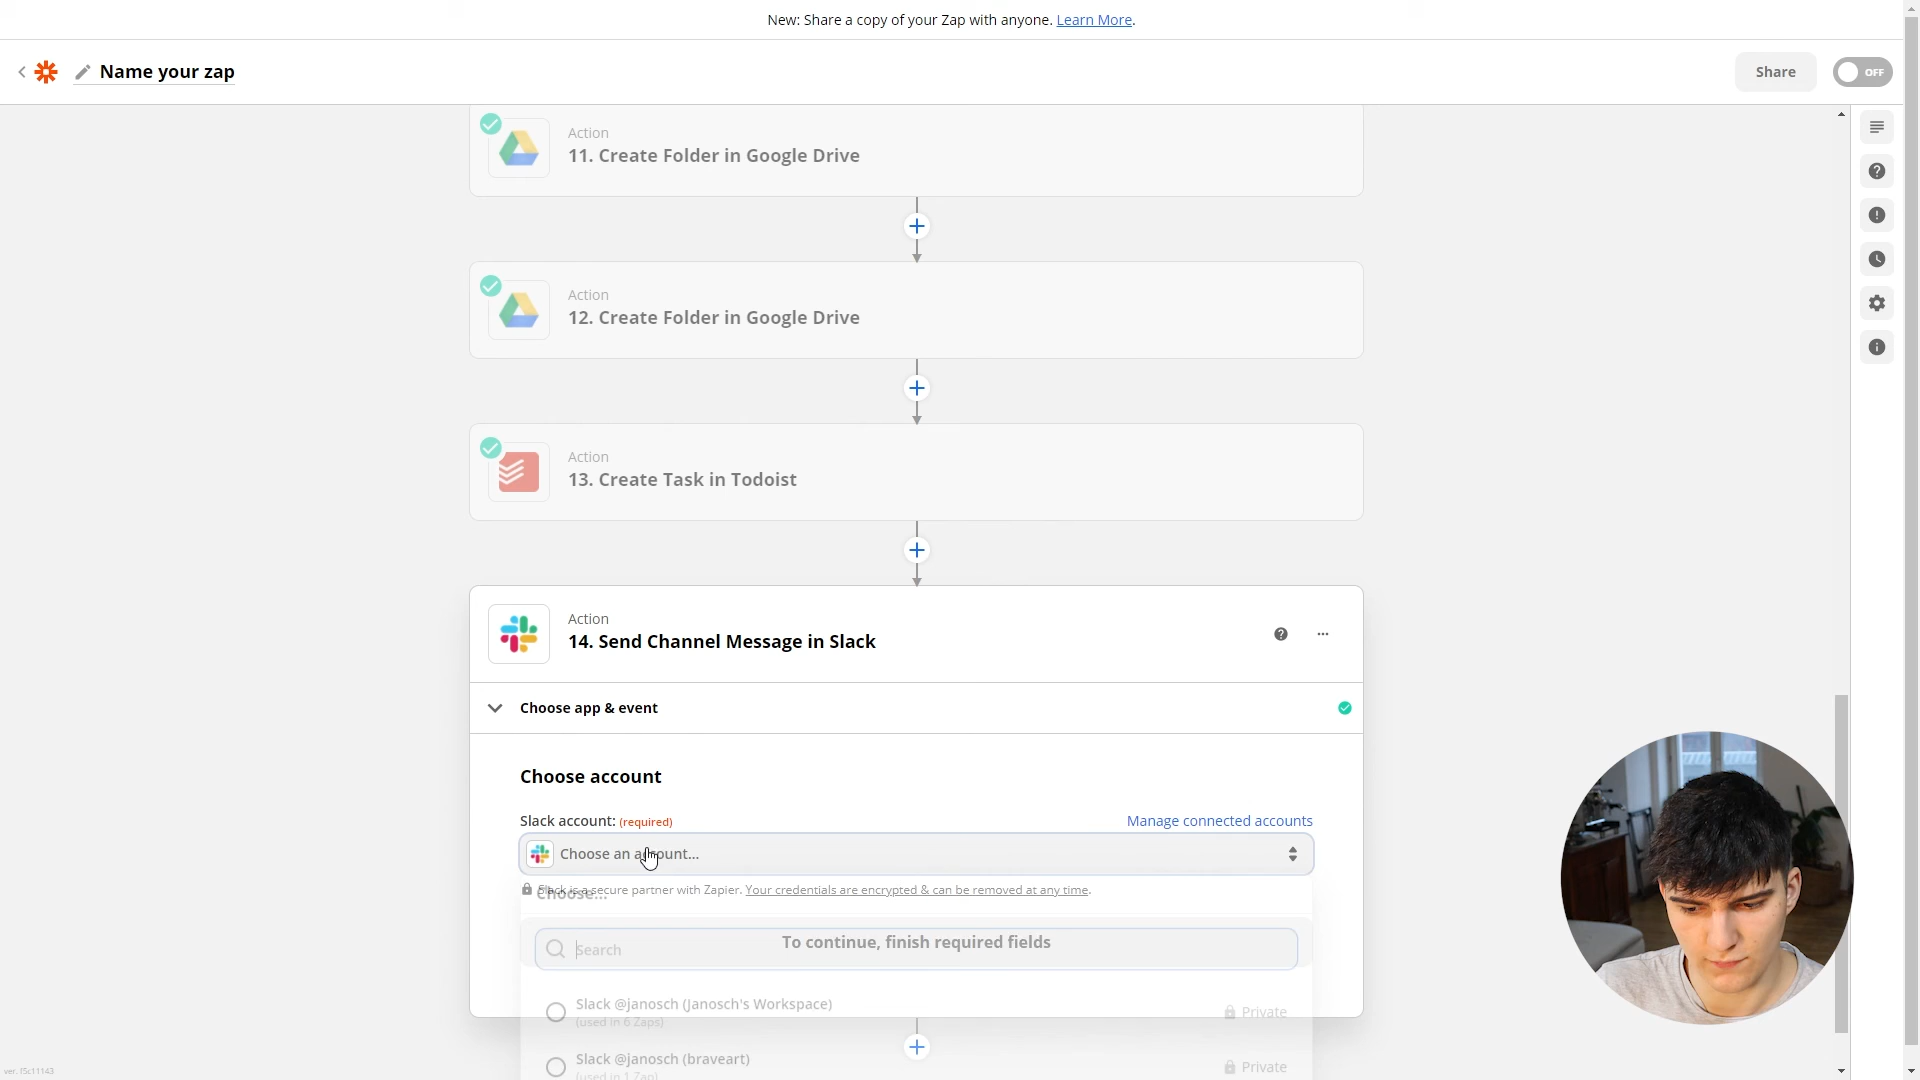 New: Share a copy of your Zap with anyone. Learn More.
Name your zap
Share
OFF
Action
11. Create Folder in Google Drive
Action
12. Create Folder in Google Drive
Action
13. Create Task in Todoist
Action
14. Send Channel Message in Slack
Choose app & event
Choose account
Slack account: (required)
Manage connected accounts
Choose an account...
Slack is a secure partner with Zapier. Your credentials are encrypted & can be removed at any time.
Choose...
To continue, finish required fields
Search
Slack @janosch (Janosch's Workspace)
(used in 6 Zaps)
Private
Slack @janosch (braveart)
(used in 1 Zap)
Private
ver. l5c11143